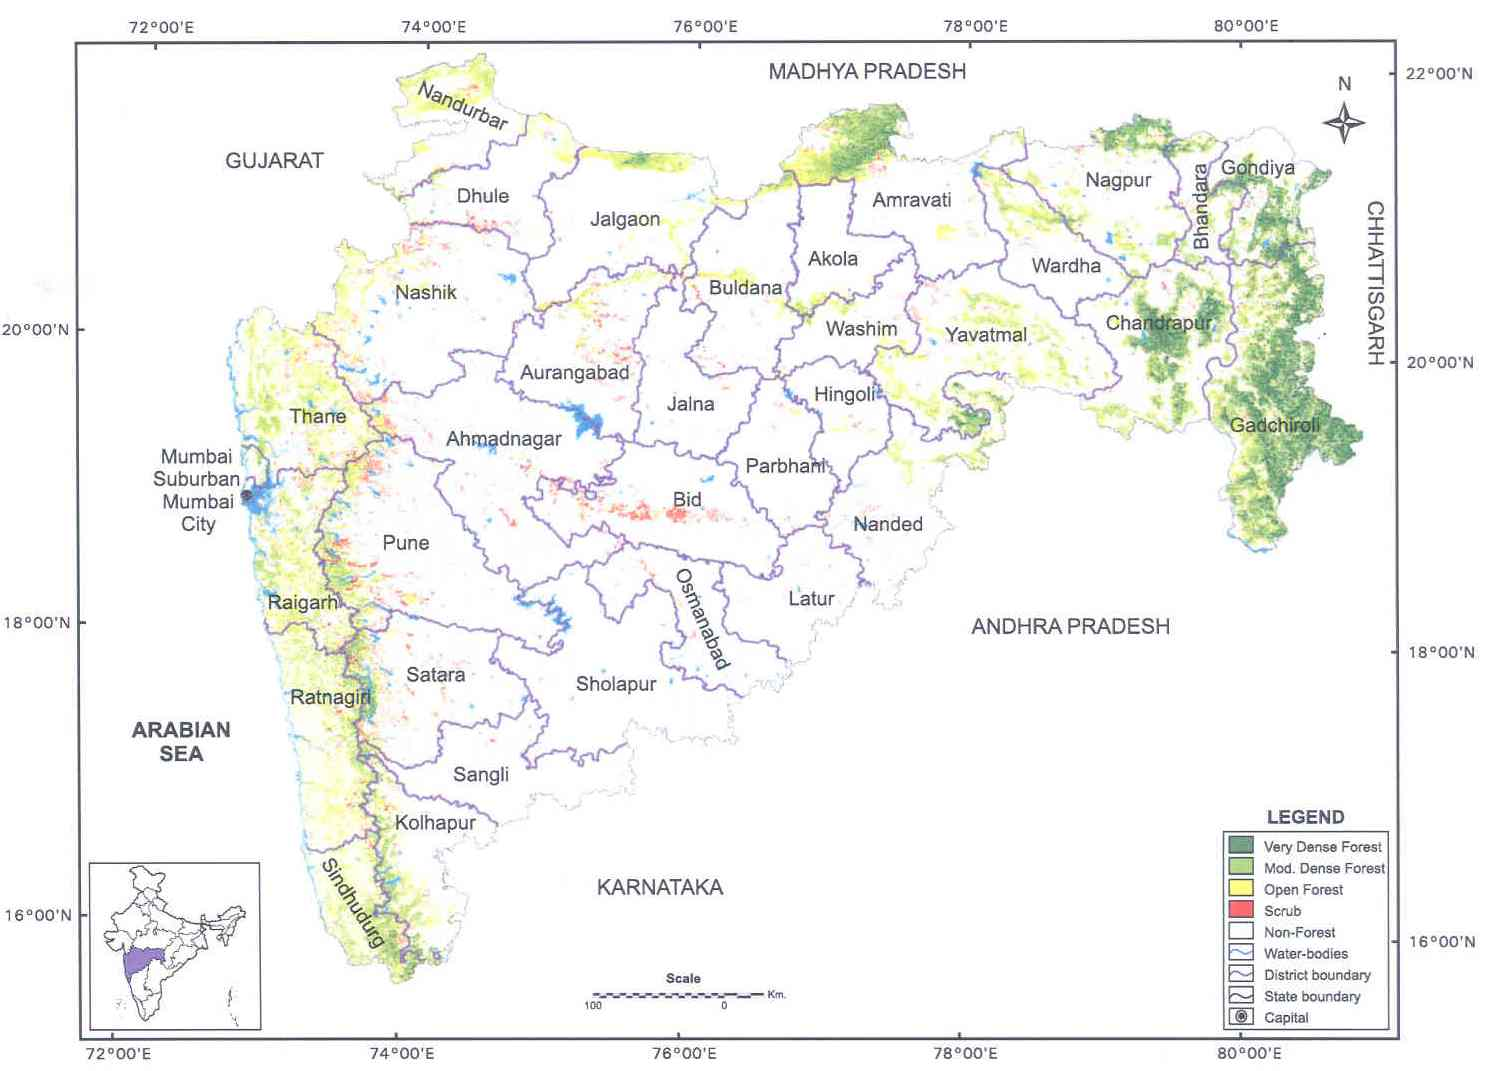 72°00'E
74°00'E
76°00'E
78°00'E
80°00'E
MADHYA PRADESH
22°00'N
N
Nandurbar
GUJARAT
Dhule
Jalgaon
Amravati
Nagpur
Bhandara
Gondiya
CHHATTISGARH
Akola
Wardha
Nashik
Buldana
20°00'N
Washim
Yavatmal
Chandrapur
20°00'N
Aurangabad
Jalna
Hingoli
Thane
Ahmadnagar
Gadchiroli
Mumbai
Suburban
Mumbai
City
Parbhani
Bid
Nanded
Pune
Raigarh
Osmanabad
Latur
18°00'N
ANDHRA PRADESH
18°00'N
Satara
Sholapur
Ratnagiri
ARABIAN
SEA
Sangli
Kolhapur
Sindhudurg
KARNATAKA
16°00'N
16°00'N
LEGEND
Very Dense Forest
Mod. Dense Forest
Open Forest
Scrub
Non-Forest
Water-bodies
District boundary
State boundary
Capital
Scale
Km.
100 0
72°00'E
74°00'E
76°00'E
78°00'E
80°00'E